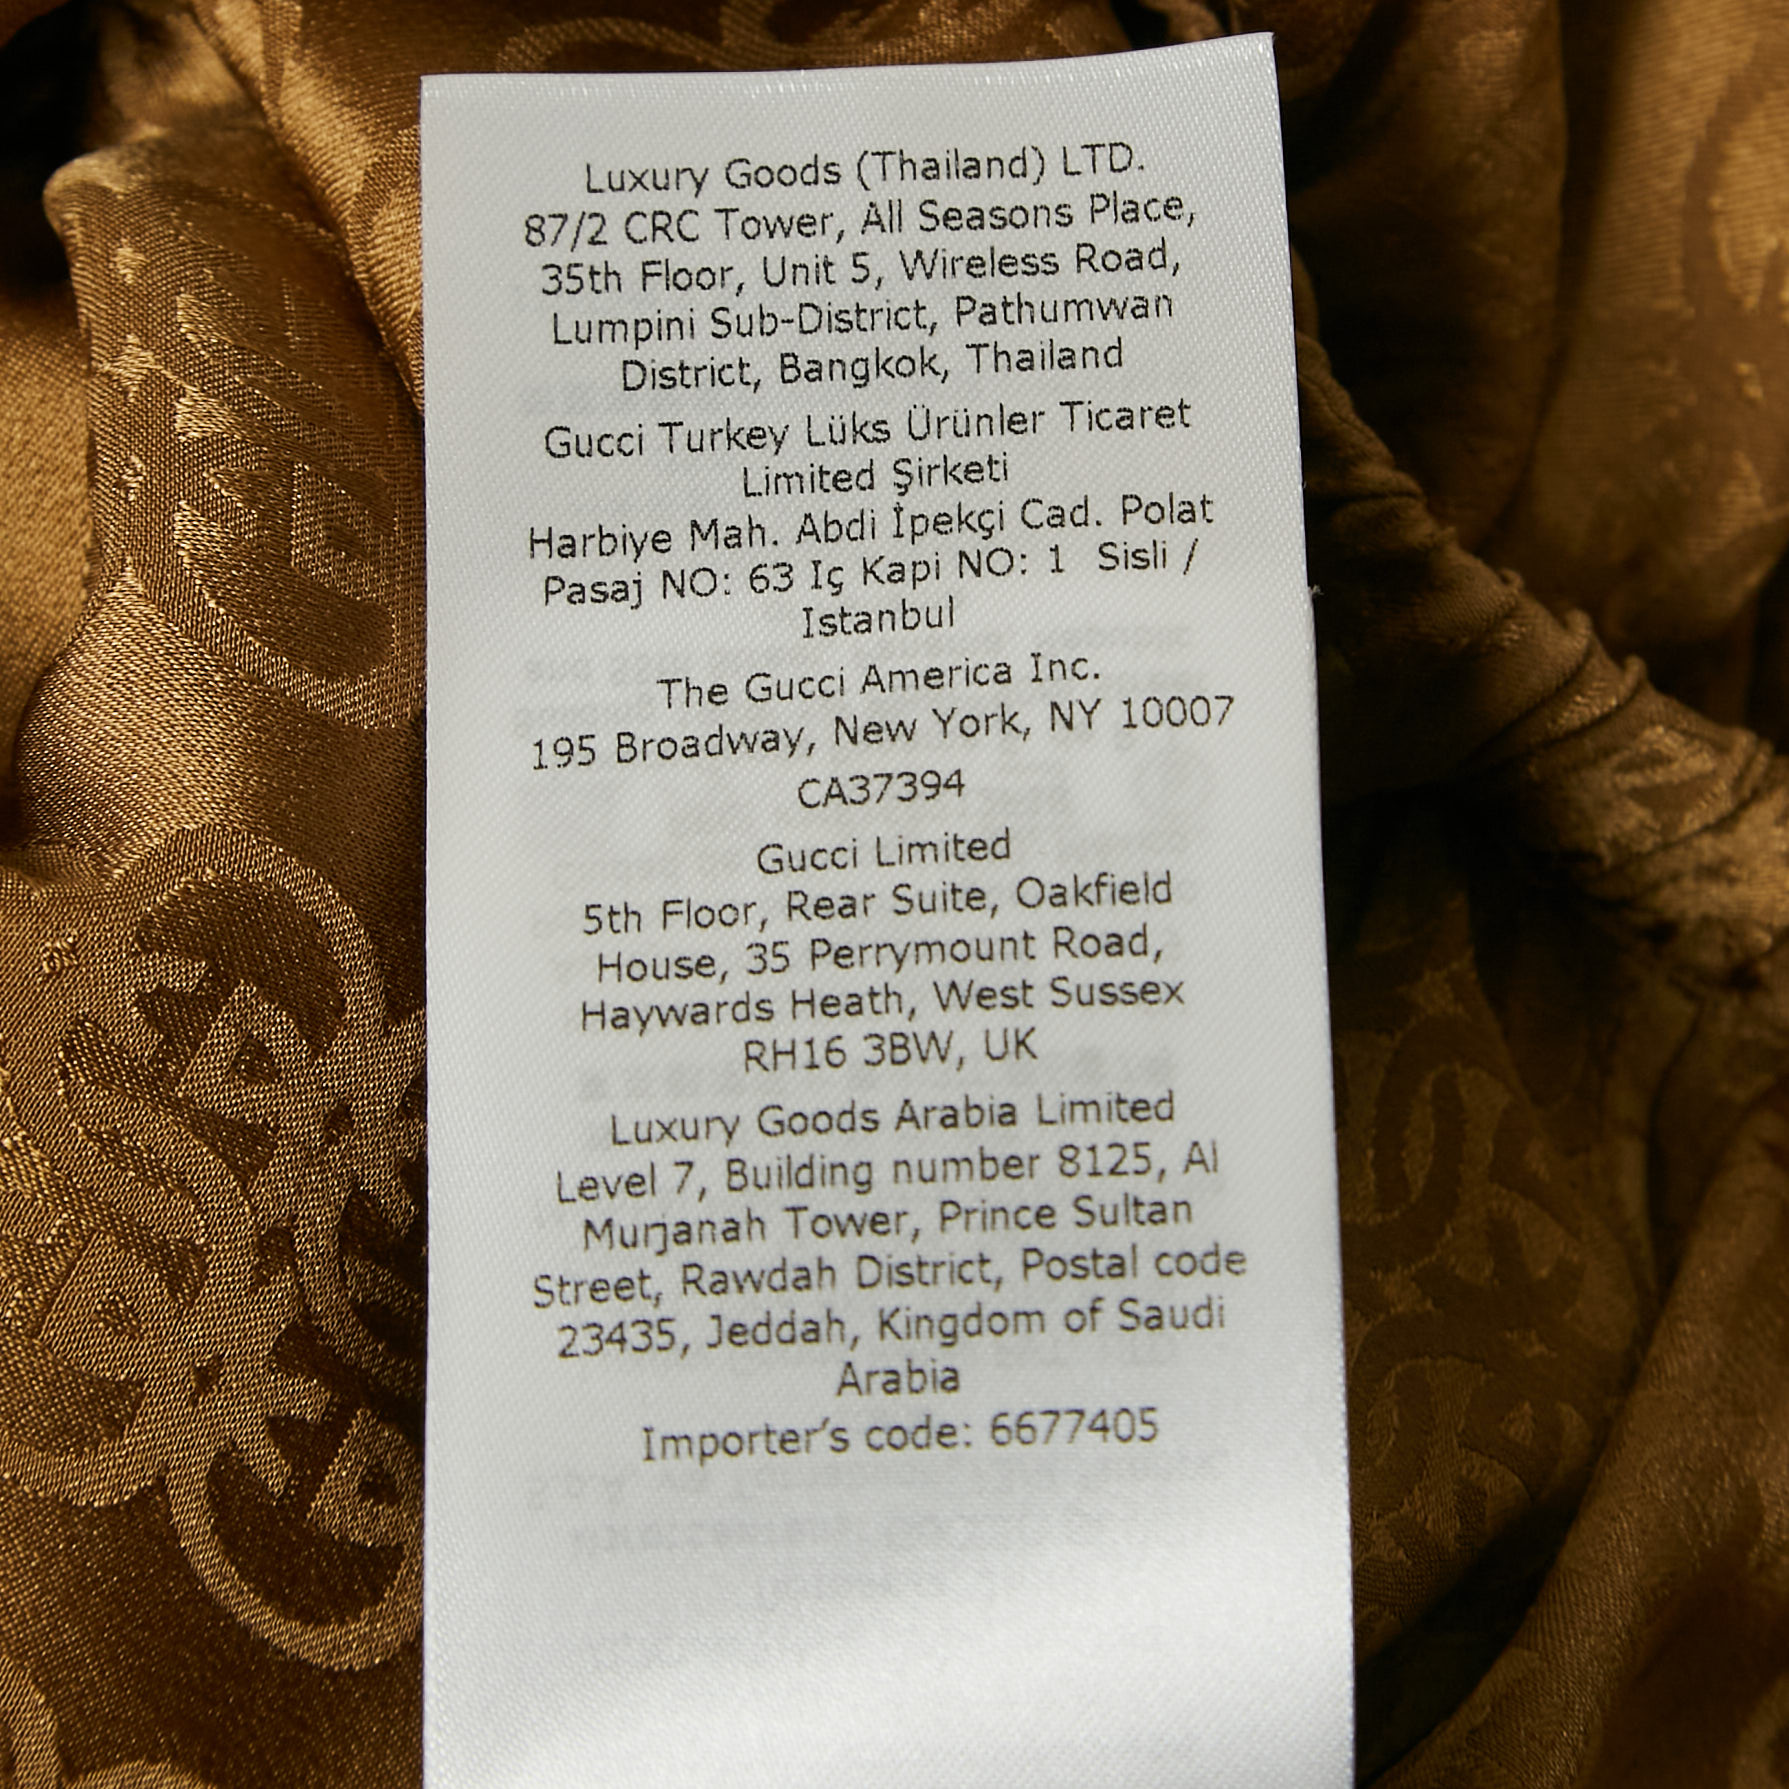 Luxury Goods (Thailand) LTD.
87/2 CRC Tower, All Seasons Place,
35th Floor, Unit 5, Wireless Road,
Lumpini Sub-District, Pathumwan
District, Bangkok, Thailand
Gucci Turkey Lüks Ürünler Ticaret
Limited Şirketi
Harbiye Mah. Abdi İpekçi Cad. Polat
Pasaj NO: 63 Iç Kapi NO: 1 Sisli /
Istanbul
The Gucci America Inc.
195 Broadway, New York, NY 10007
CA37394
Gucci Limited
5th Floor, Rear Suite, Oakfield
House, 35 Perrymount Road,
Haywards Heath, West Sussex
RH16 3BW, UK
Luxury Goods Arabia Limited
Level 7, Building number 8125, Al
Murjanah Tower, Prince Sultan
Street, Rawdah District, Postal code
23435, Jeddah, Kingdom of Saudi
Arabia
Importer's code: 6677405